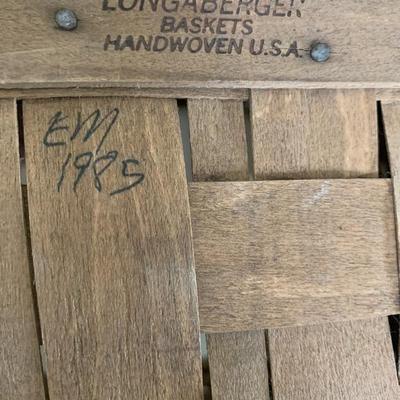 LONGABERGER
BASKETS
HANDWOVEN U.S.A.
EM
1985